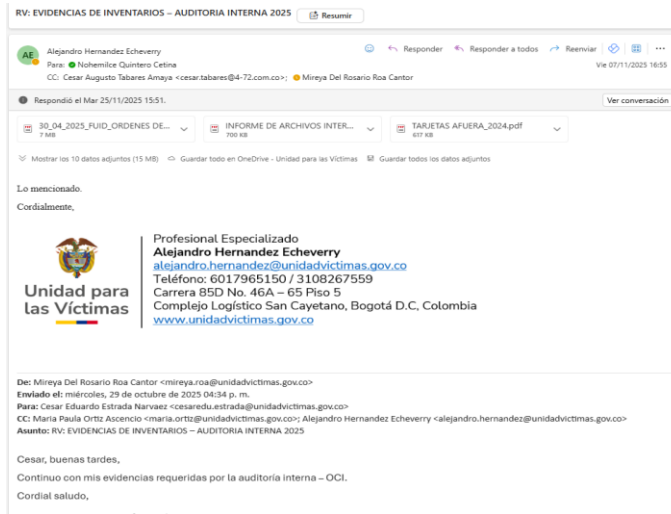 RV: EVIDENCIAS DE INVENTARIOS – AUDITORIA INTERNA 2025
Resumir
AE
Alejandro Hernandez Echeverry
Para: Nohemilce Quintero Cetina
CC: Cesar Augusto Tabares Amaya <cesar.tabares@4-72.com.co>; Mireya Del Rosario Roa Cantor
Responder
Responder a todos
Reenviar
Vie 07/11/2025 16:55
Respondió el Mar 25/11/2025 15:51.
Ver conversación
30_04_2025_FUID_ORDENES DE...
7 MB
INFORME DE ARCHIVOS INTER...
700 KB
TARJETAS AFUERA_2024.pdf
617 KB
Mostrar los 10 datos adjuntos (15 MB)
Guardar todo en OneDrive - Unidad para las Víctimas
Guardar todos los datos adjuntos
Lo mencionado.
Cordialmente,
Unidad para
las Víctimas
Profesional Especializado
Alejandro Hernandez Echeverry
alejandro.hernandez@unidadvictimas.gov.co
Teléfono: 6017965150 / 3108267559
Carrera 85D No. 46A – 65 Piso 5
Complejo Logístico San Cayetano, Bogotá D.C, Colombia
www.unidadvictimas.gov.co
De: Mireya Del Rosario Roa Cantor <mireya.roa@unidadvictimas.gov.co>
Enviado el: miércoles, 29 de octubre de 2025 04:34 p. m.
Para: Cesar Eduardo Estrada Narvaez <cesaredu.estrada@unidadvictimas.gov.co>
CC: Maria Paula Ortiz Ascencio <maria.ortiz@unidadvictimas.gov.co>; Alejandro Hernandez Echeverry <alejandro.hernandez@unidadvictimas.gov.co>
Asunto: RV: EVIDENCIAS DE INVENTARIOS – AUDITORIA INTERNA 2025
Cesar, buenas tardes,
Continuo con mis evidencias requeridas por la auditoría interna – OCI.
Cordial saludo,